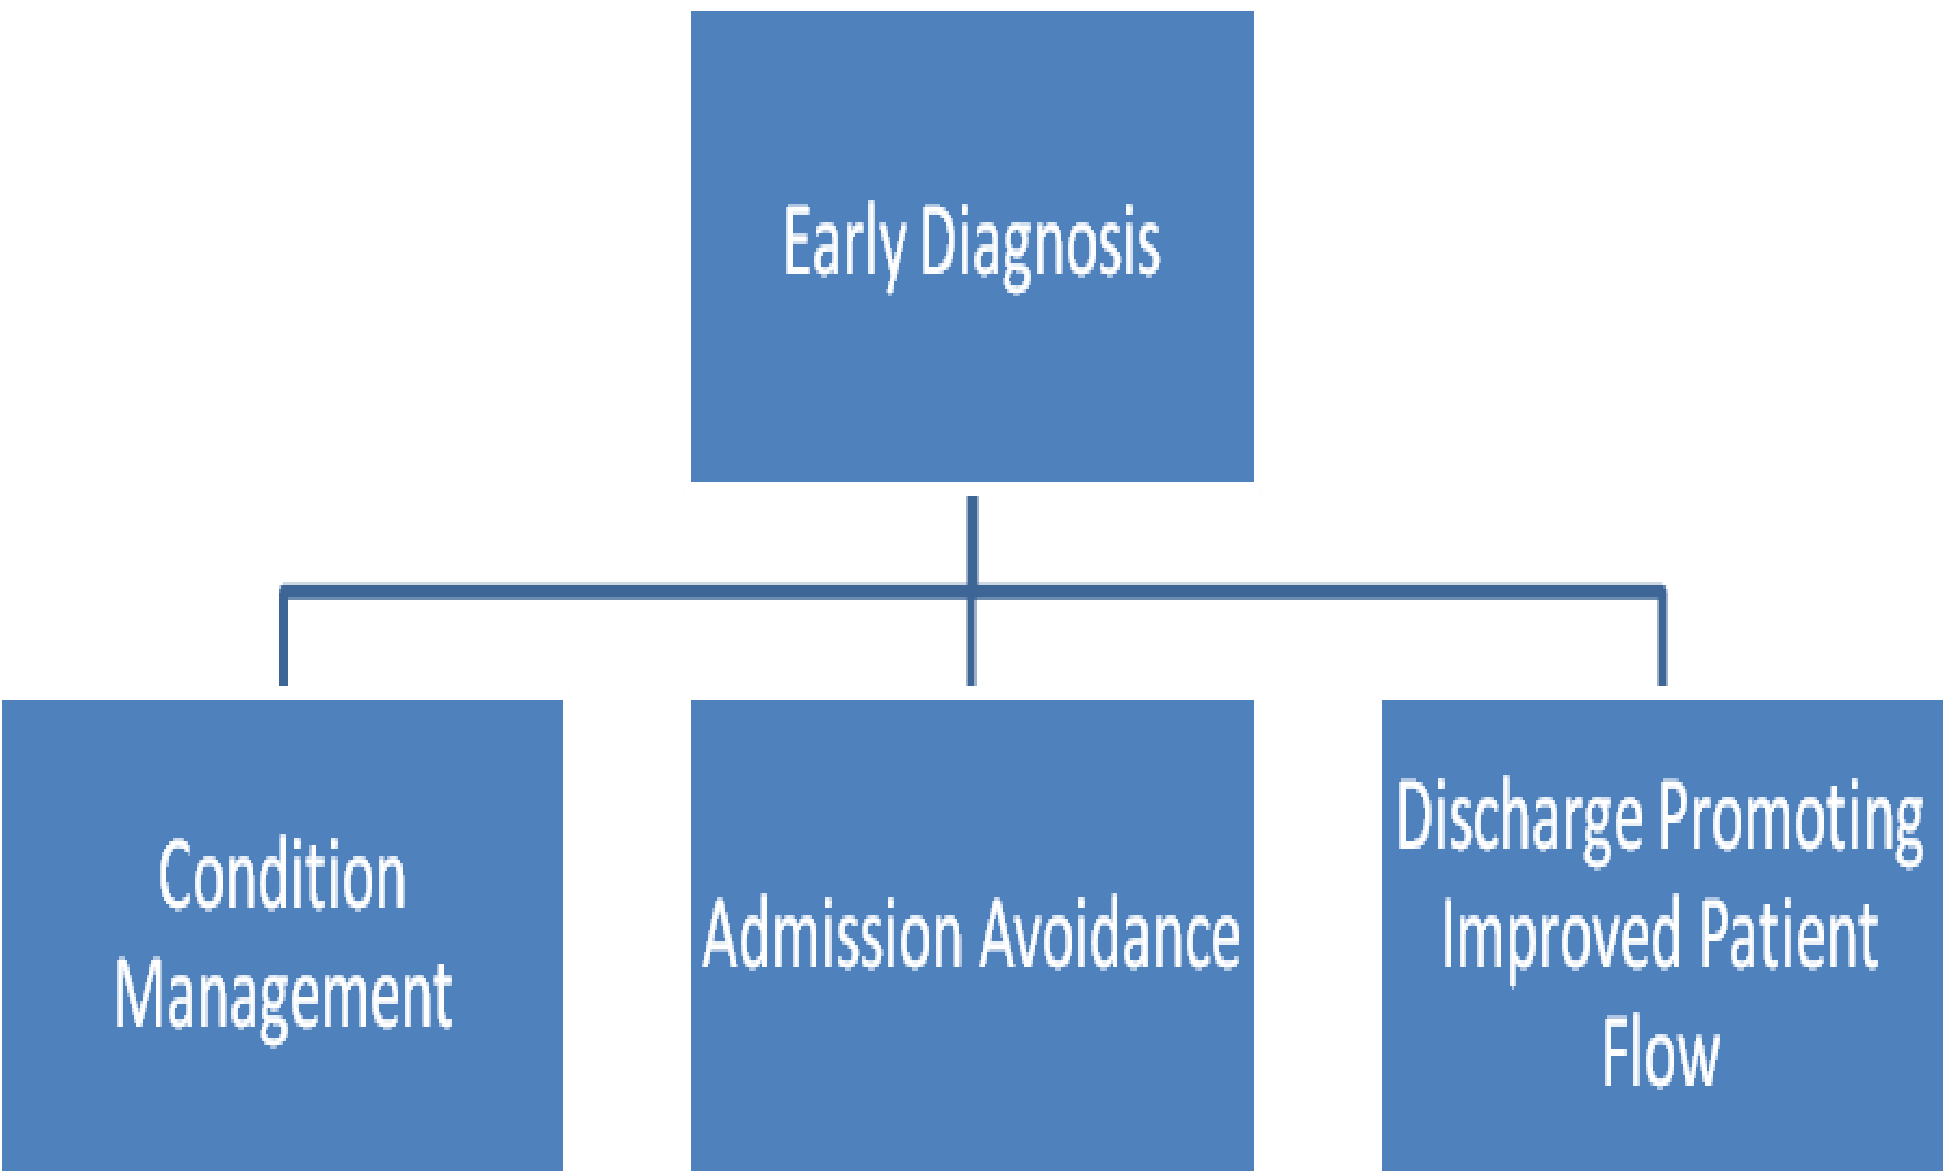 Early Diagnosis
Condition
Management
Admission Avoidance
Discharge Promoting
Improved Patient
Flow